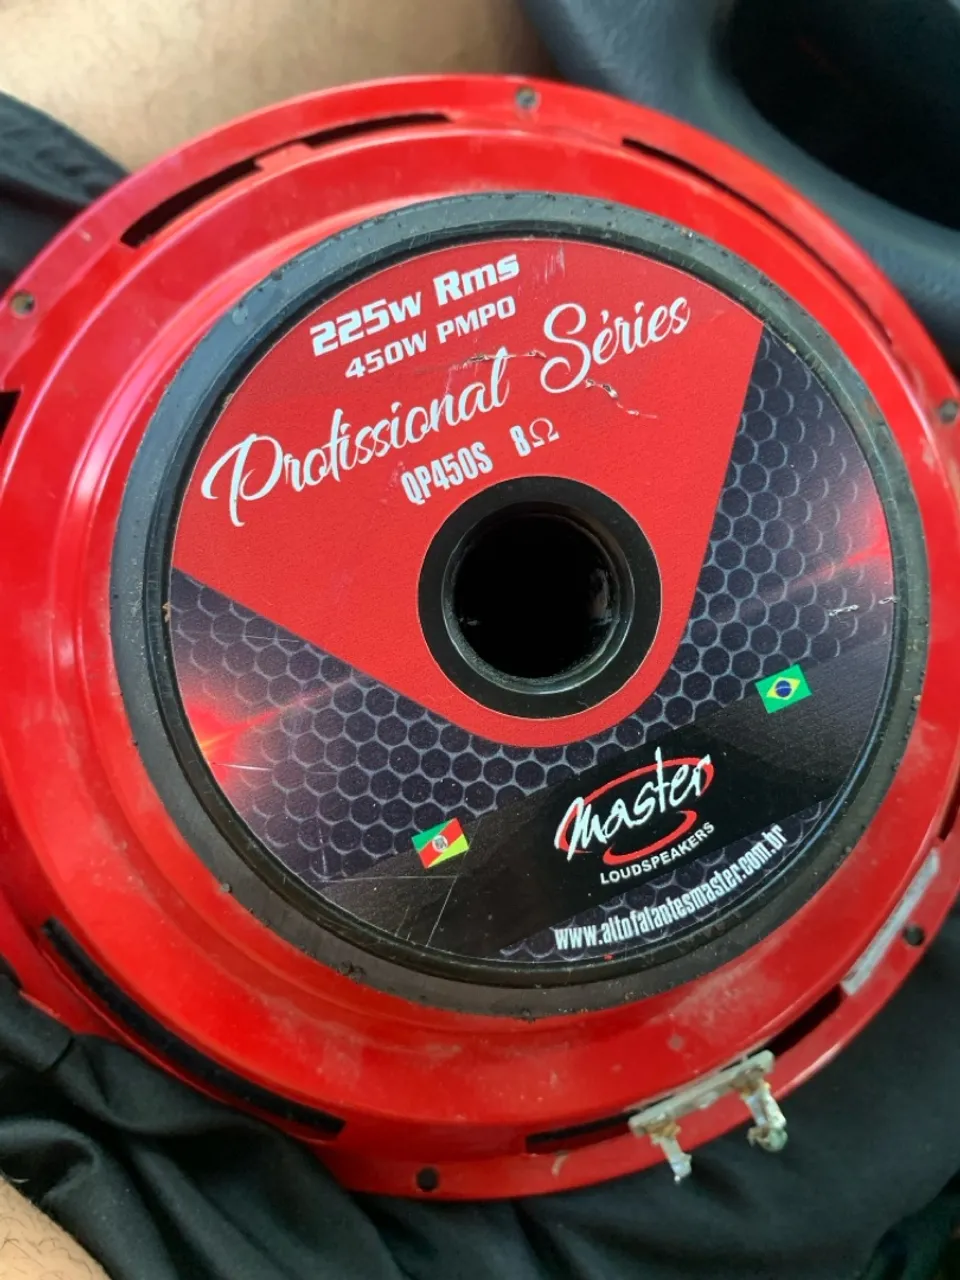 225w Rms
450W PMPO
Profissional Séries
QP450S 8Ω
master
LOUDSPEAKERS
www.altofalantesmaster.com.br